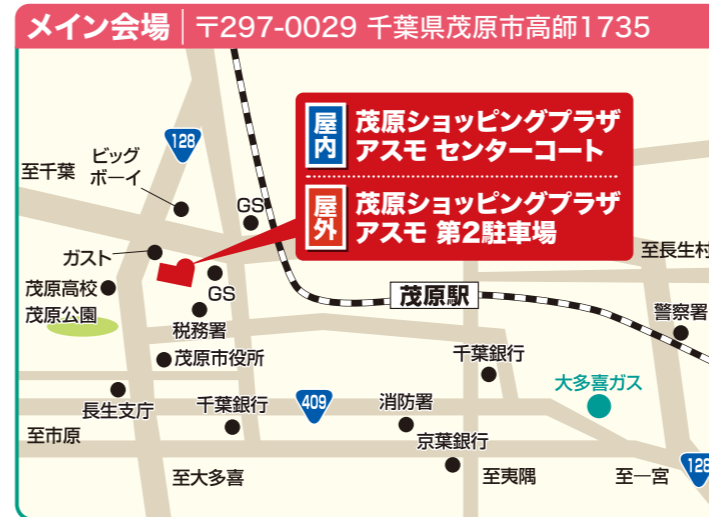 メイン会場 〒297-0029 千葉県茂原市高師1735
屋内
茂原ショッピングプラザ
アスモ センターコート
屋外
茂原ショッピングプラザ
アスモ 第2駐車場
128
至千葉
ビッグ
ボーイ
GS
ガスト
茂原高校
茂原公園
GS
税務署
茂原市役所
茂原駅
至長生村
警察署
千葉銀行
大多喜ガス
長生支庁
千葉銀行
409
消防署
京葉銀行
至市原
至大多喜
至夷隅
至一宮
128